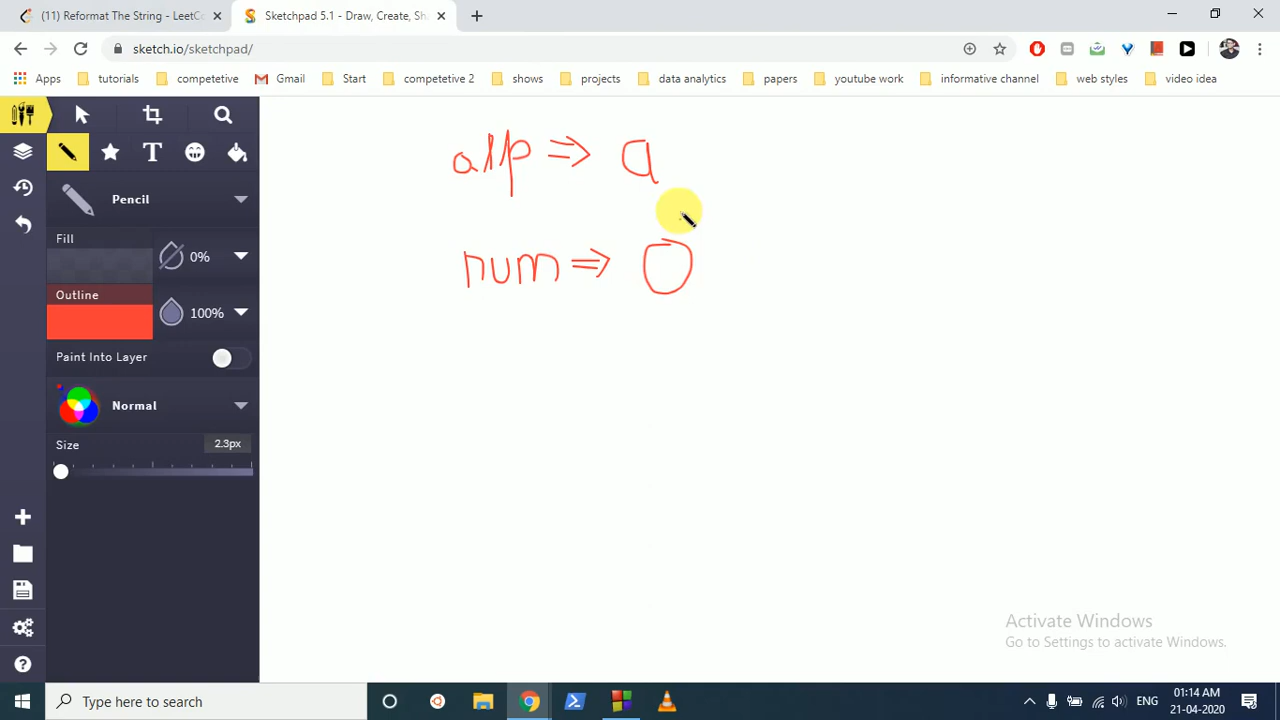 (11) Reformat The String - LeetCo
Sketchpad 5.1 - Draw, Create, Sha
sketch.io/sketchpad/
Apps tutorials competetive Gmail Start competetive 2 shows projects data analytics papers youtube work informative channel web styles video idea
alp ⇒ a
Pencil
num ⇒ 0
Fill
0%
Outline
100%
Paint Into Layer
Normal
Size
2.3px
Activate Windows
Go to Settings to activate Windows.
Type here to search
ENG
01:14 AM
21-04-2020